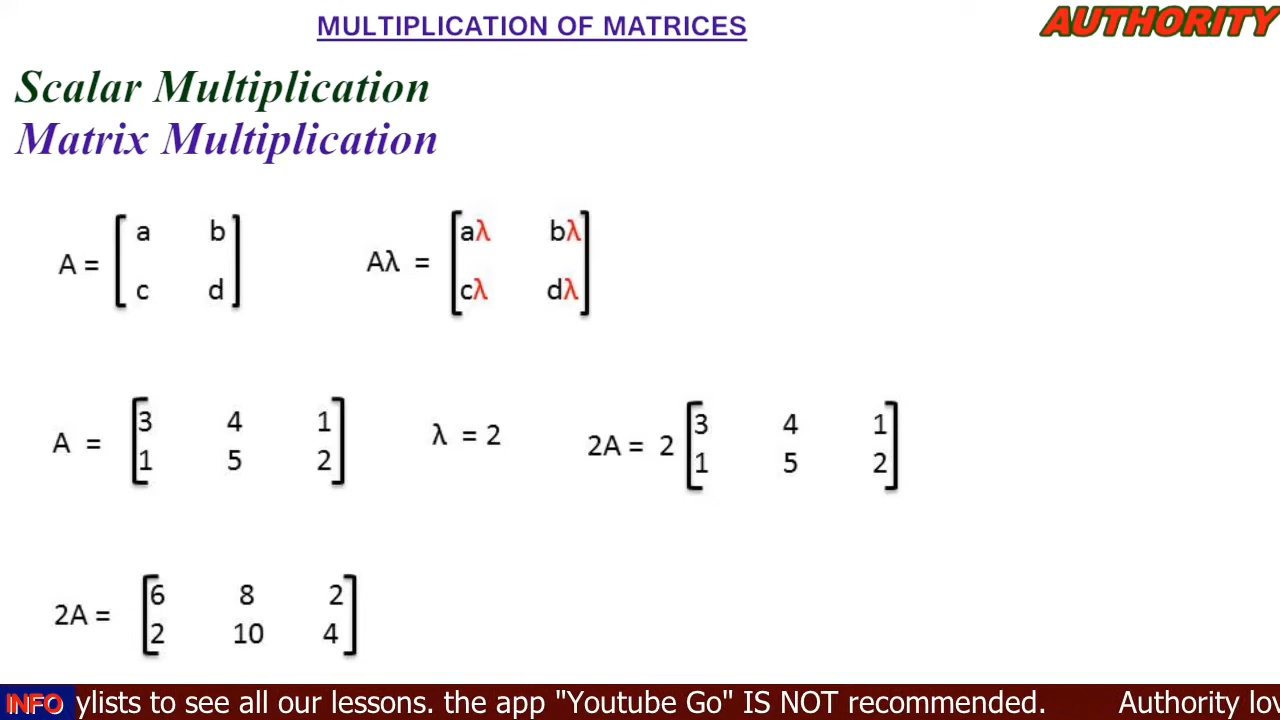 MULTIPLICATION OF MATRICES
AUTHORITY
Scalar Multiplication
Matrix Multiplication
A = [ a b
c d ]
Aλ = [ aλ bλ
cλ dλ ]
A = [ 3 4 1
1 5 2 ]
λ = 2
2A = 2 [ 3 4 1
1 5 2 ]
2A = [ 6 8 2
2 10 4 ]
INFO ylists to see all our lessons. the app "Youtube Go" IS NOT recommended. Authority lov